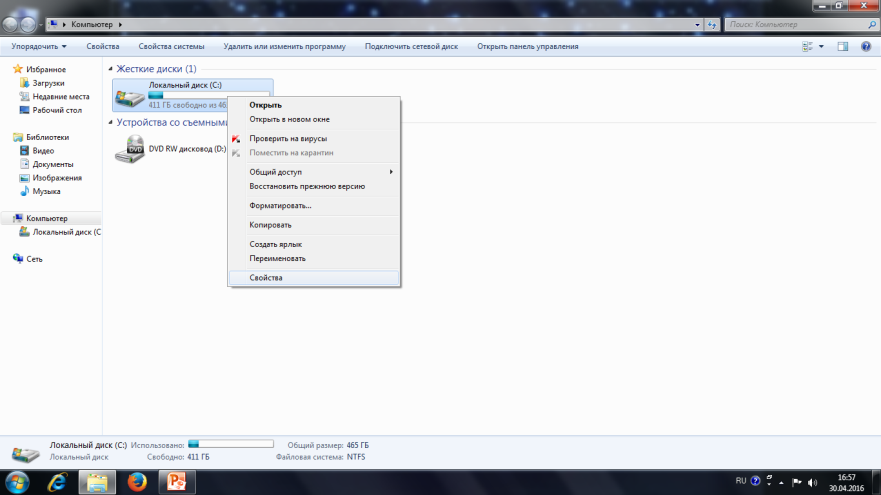 Компьютер
Поиск: Компьютер
Упорядочить Свойства Свойства системы Удалить или изменить программу Подключить сетевой диск Открыть панель управления
Избранное
Загрузки
Недавние места
Рабочий стол
Библиотеки
Видео
Документы
Изображения
Музыка
Компьютер
Локальный диск (C
Сеть
Жесткие диски (1)
Локальный диск (C:)
411 ГБ свободно из 46
Устройства со съемными
DVD
DVD RW дисковод (D:)
Открыть
Открыть в новом окне
Проверить на вирусы
Поместить на карантин
Общий доступ
Восстановить прежнюю версию
Форматировать...
Копировать
Создать ярлык
Переименовать
Свойства
Локальный диск (C:) Использовано: Общий размер: 465 ГБ
Локальный диск Свободно: 411 ГБ Файловая система: NTFS
RU 16:57
30.04.2016